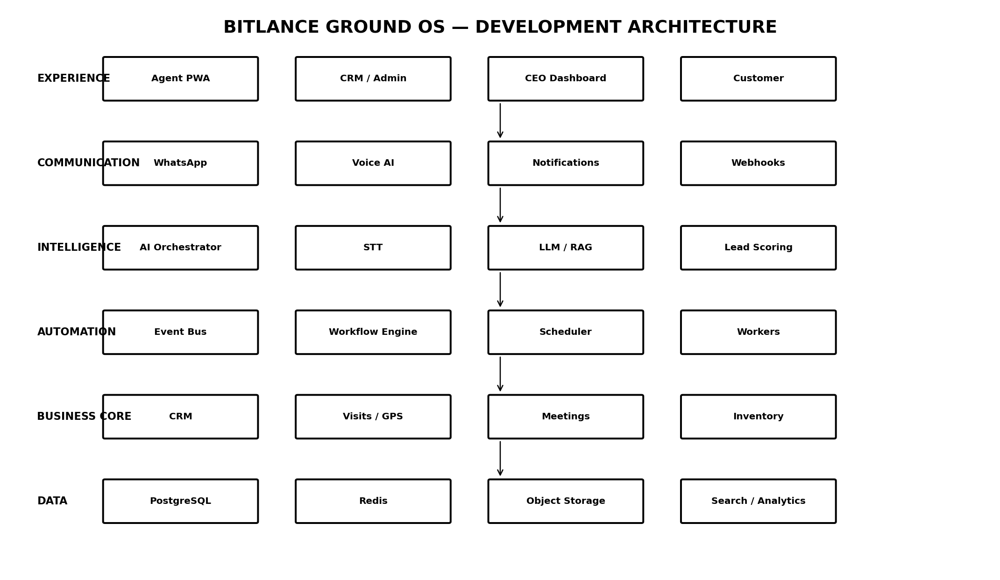 BITLANCE GROUND OS — DEVELOPMENT ARCHITECTURE
EXPERIENCE Agent PWA CRM / Admin CEO Dashboard Customer
COMMUNICATION WhatsApp Voice AI Notifications Webhooks
INTELLIGENCE AI Orchestrator STT LLM / RAG Lead Scoring
AUTOMATION Event Bus Workflow Engine Scheduler Workers
BUSINESS CORE CRM Visits / GPS Meetings Inventory
DATA PostgreSQL Redis Object Storage Search / Analytics